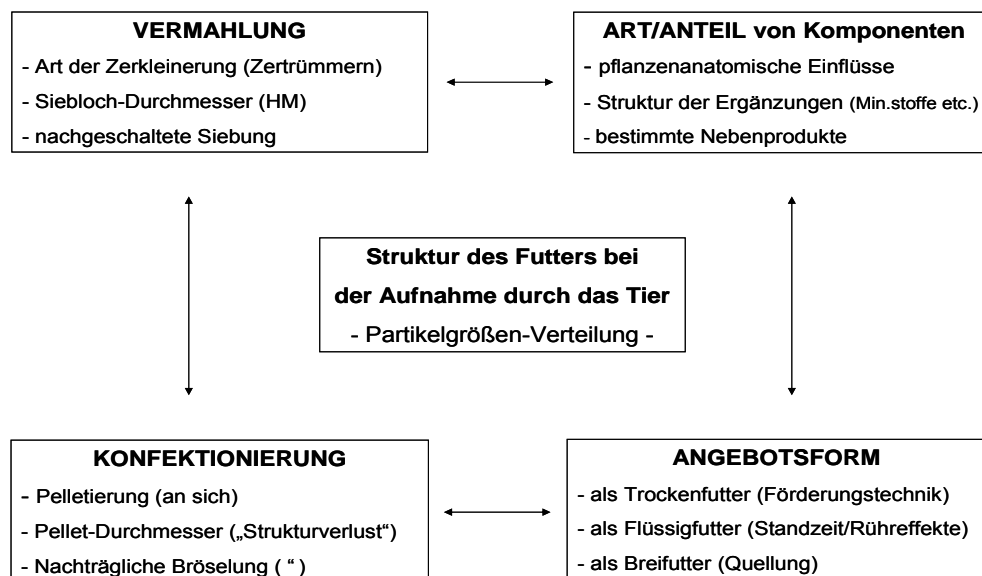 VERMAHLUNG
- Art der Zerkleinerung (Zertrümmern)
- Siebloch-Durchmesser (HM)
- nachgeschaltete Siebung
ART/ANTEIL von Komponenten
- pflanzenanatomische Einflüsse
- Struktur der Ergänzungen (Min.stoffe etc.)
- bestimmte Nebenprodukte
Struktur des Futters bei
der Aufnahme durch das Tier
- Partikelgrößen-Verteilung -
KONFEKTIONIERUNG
- Pelletierung (an sich)
- Pellet-Durchmesser („Strukturverlust“)
- Nachträgliche Bröselung ( “ )
ANGEBOTSFORM
- als Trockenfutter (Förderungstechnik)
- als Flüssigfutter (Standzeit/Rühreffekte)
- als Breifutter (Quellung)